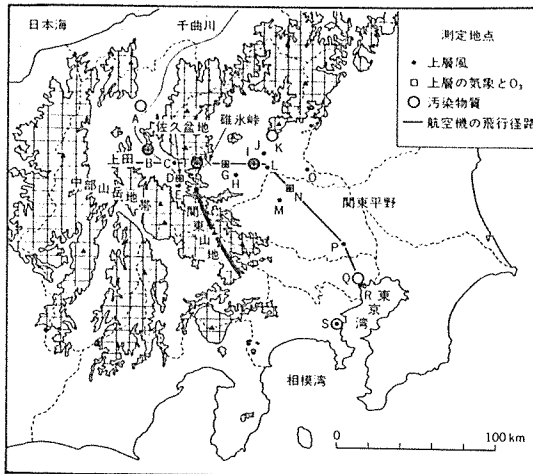 日本海
千曲川
測定地点
上層風
上層の気象とO₃
汚染物質
航空機の飛行径路
碓氷峠
佐久盆地
上田
中部山岳地帯
関東山地
関東平野
東京湾
相模湾
A
B
C
D
G
H
I
J
K
L
M
N
O
P
Q
R
S
0
100 km